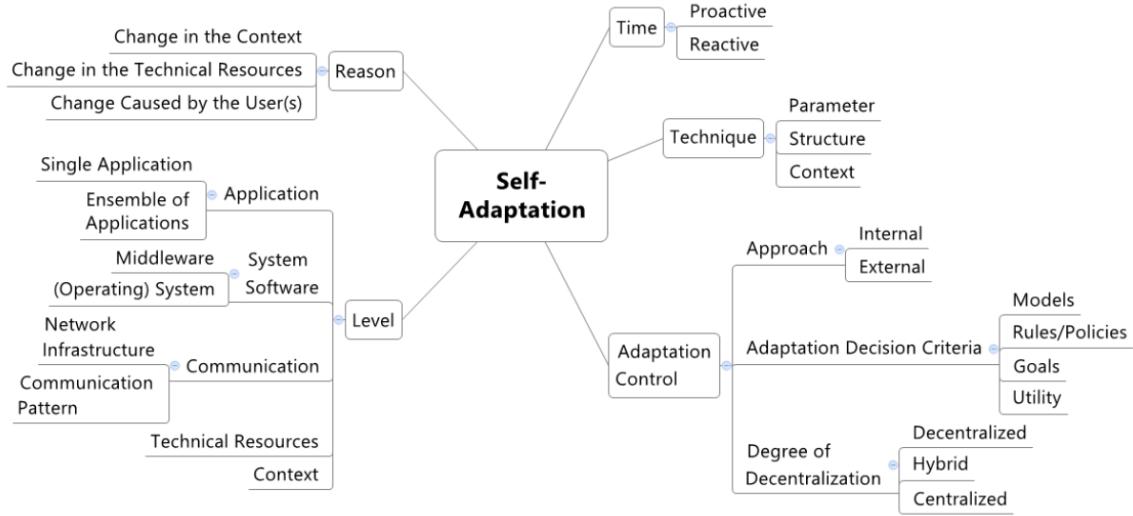 Self-
Adaptation
Time
Proactive
Reactive
Technique
Parameter
Structure
Context
Adaptation
Control
Approach
Internal
External
Adaptation Decision Criteria
Models
Rules/Policies
Goals
Utility
Degree of
Decentralization
Decentralized
Hybrid
Centralized
Reason
Change in the Context
Change in the Technical Resources
Change Caused by the User(s)
Level
Application
Single Application
Ensemble of
Applications
System
Software
Middleware
(Operating) System
Communication
Network
Infrastructure
Communication
Pattern
Technical Resources
Context